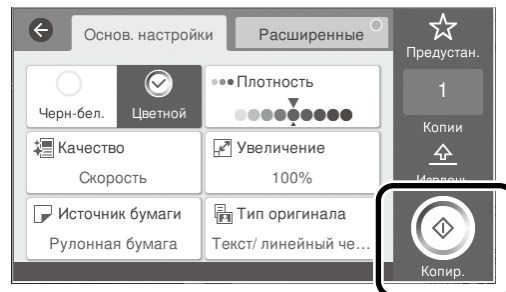 Основ. настройки
Расширенные
Предустан.
1
Копии
Черн-бел.
Цветной
Плотность
Качество
Скорость
Увеличение
100%
Извлечь
Источник бумаги
Рулонная бумага
Тип оригинала
Текст/ линейный че...
Копир.